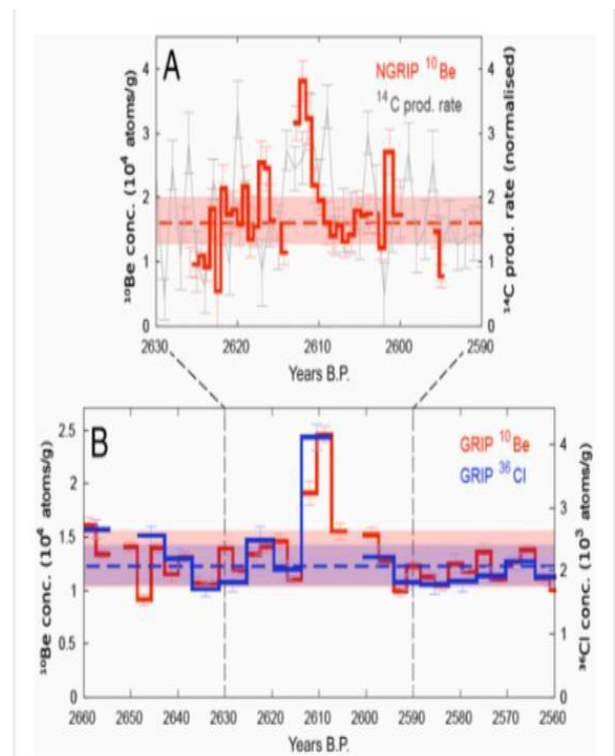 A
NGRIP ¹⁰Be
¹⁴C prod. rate
¹⁰Be conc. (10⁴ atoms/g)
4
3
2
1
0
¹⁴C prod. rate (normalised)
4
3
2
1
0
2630 2620 2610 2600 2590
Years B.P.
B
GRIP ¹⁰Be
GRIP ³⁶Cl
¹⁰Be conc. (10⁴ atoms/g)
2.5
2
1.5
1
0.5
0
³⁶Cl conc. (10³ atoms/g)
4
3
2
1
0
2660 2650 2640 2630 2620 2610 2600 2590 2580 2570 2560
Years B.P.